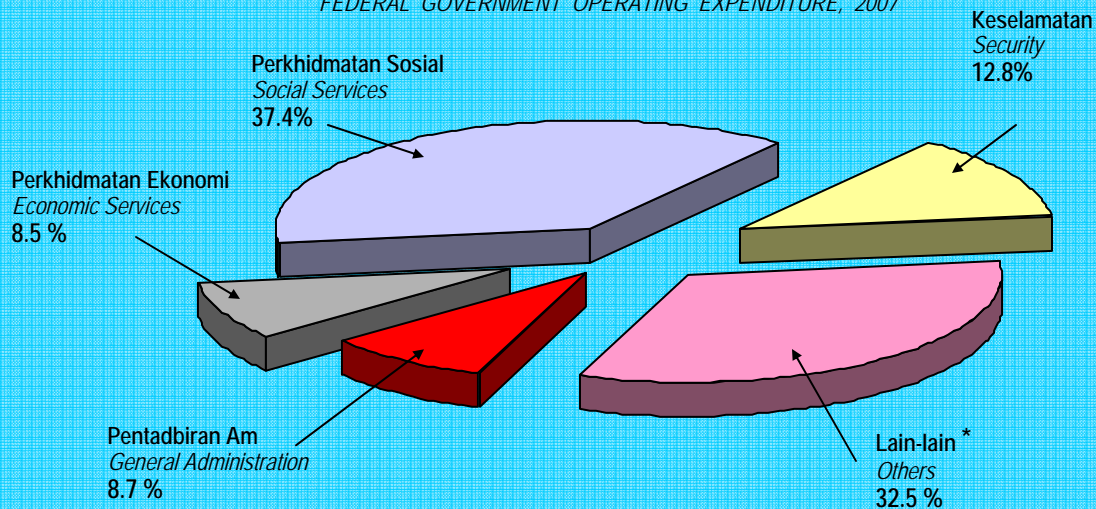 FEDERAL GOVERNMENT OPERATING EXPENDITURE, 2007
Keselamatan
Security
12.8%
Perkhidmatan Sosial
Social Services
37.4%
Perkhidmatan Ekonomi
Economic Services
8.5 %
Pentadbiran Am
General Administration
8.7 %
Lain-lain *
Others
32.5 %